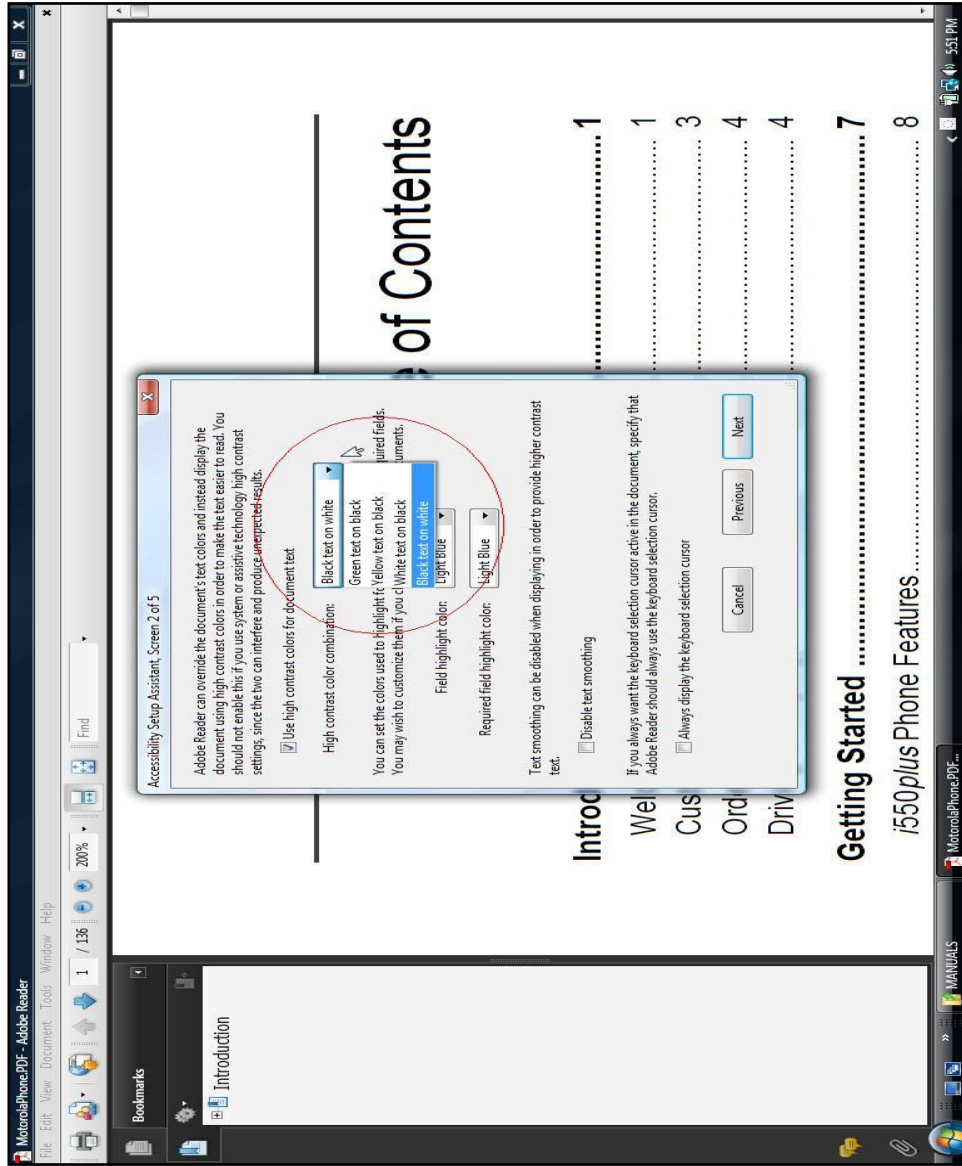 MotorolaPhone.PDF - Adobe Reader
File Edit View Document Tools Window Help
1 / 136 200% Find
Bookmarks
Introduction
of Contents
Introd 1
Wel 1
Cus 3
Ord 4
Driv 4
Getting Started 7
i550plus Phone Features 8
Accessibility Setup Assistant, Screen 2 of 5
Adobe Reader can override the document's text colors and instead display the
document using high contrast colors in order to make the text easier to read. You
should not enable this if you use system or assistive technology high contrast
settings, since the two can interfere and produce unexpected results.
Use high contrast colors for document text
High contrast color combination: Black text on white
Green text on black
Yellow text on black
White text on black
Black text on white
You can set the colors used to highlight f quired fields.
You may wish to customize them if you cl uments.
Field highlight color: Light Blue
Required field highlight color: Light Blue
Text smoothing can be disabled when displaying in order to provide higher contrast
text.
Disable text smoothing
If you always want the keyboard selection cursor active in the document, specify that
Adobe Reader should always use the keyboard selection cursor.
Always display the keyboard selection cursor
Cancel Previous Next
MANUALS MotorolaPhone.PDF... 5:51 PM